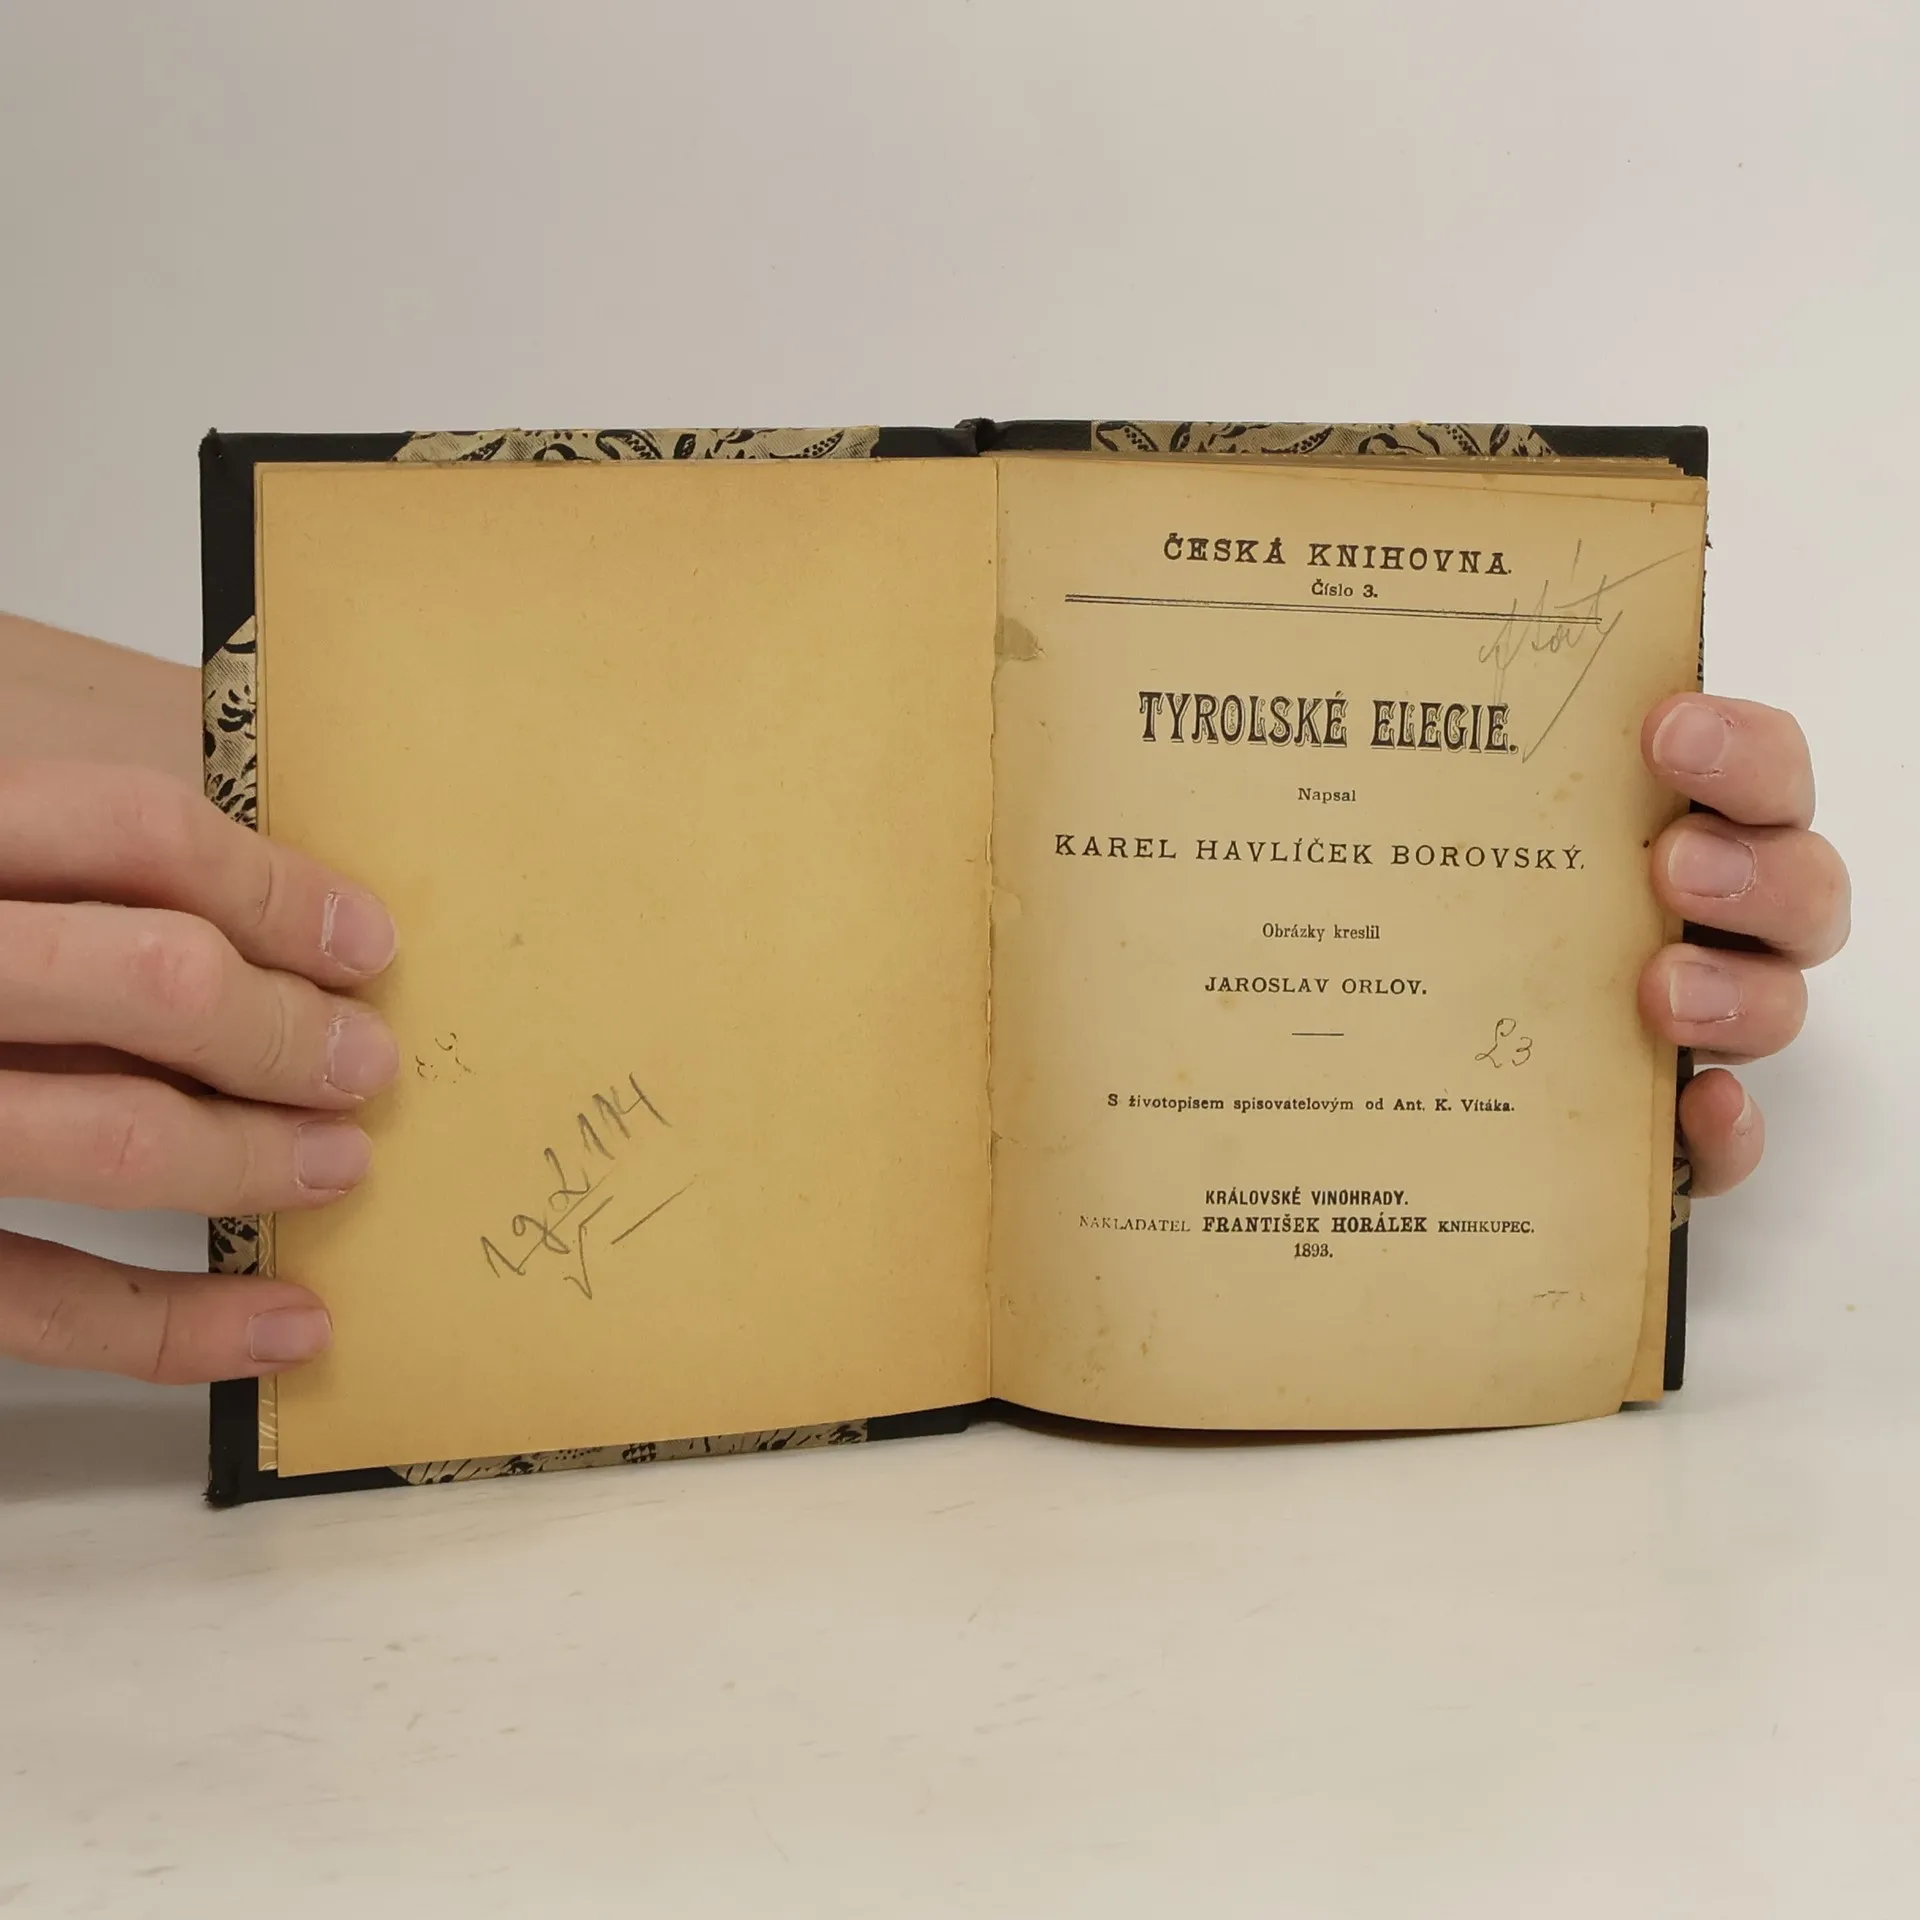 ČESKÁ KNIHOVNA.
Číslo 3.
TYROLSKÉ ELEGIE.
Napsal
KAREL HAVLÍČEK BOROVSKÝ.
Obrázky kreslil
JAROSLAV ORLOV.
S životopisem spisovatelovým od Ant. K. Vítáka.
KRÁLOVSKÉ VINOHRADY.
NAKLADATEL FRANTIŠEK HORÁLEK KNIHKUPEC.
1893.